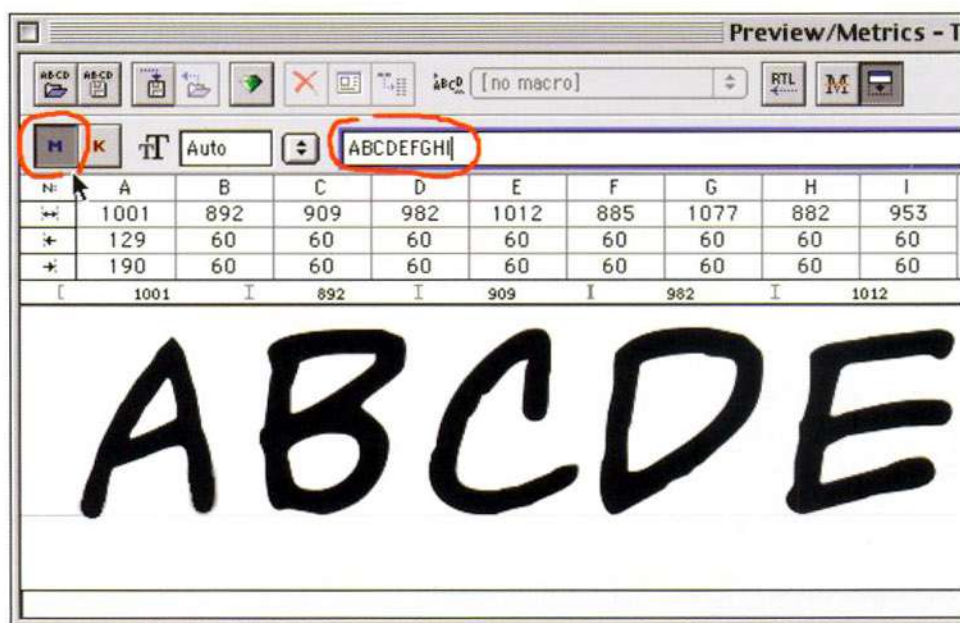 Preview/Metrics - T
ABCD ABCD ABCD [no macro] RTL M
M K TT Auto ABCDEFGHI
N: A B C D E F G H I
1001 892 909 982 1012 885 1077 882 953
129 60 60 60 60 60 60 60 60
190 60 60 60 60 60 60 60 60
1001 892 909 982 1012
ABCDE